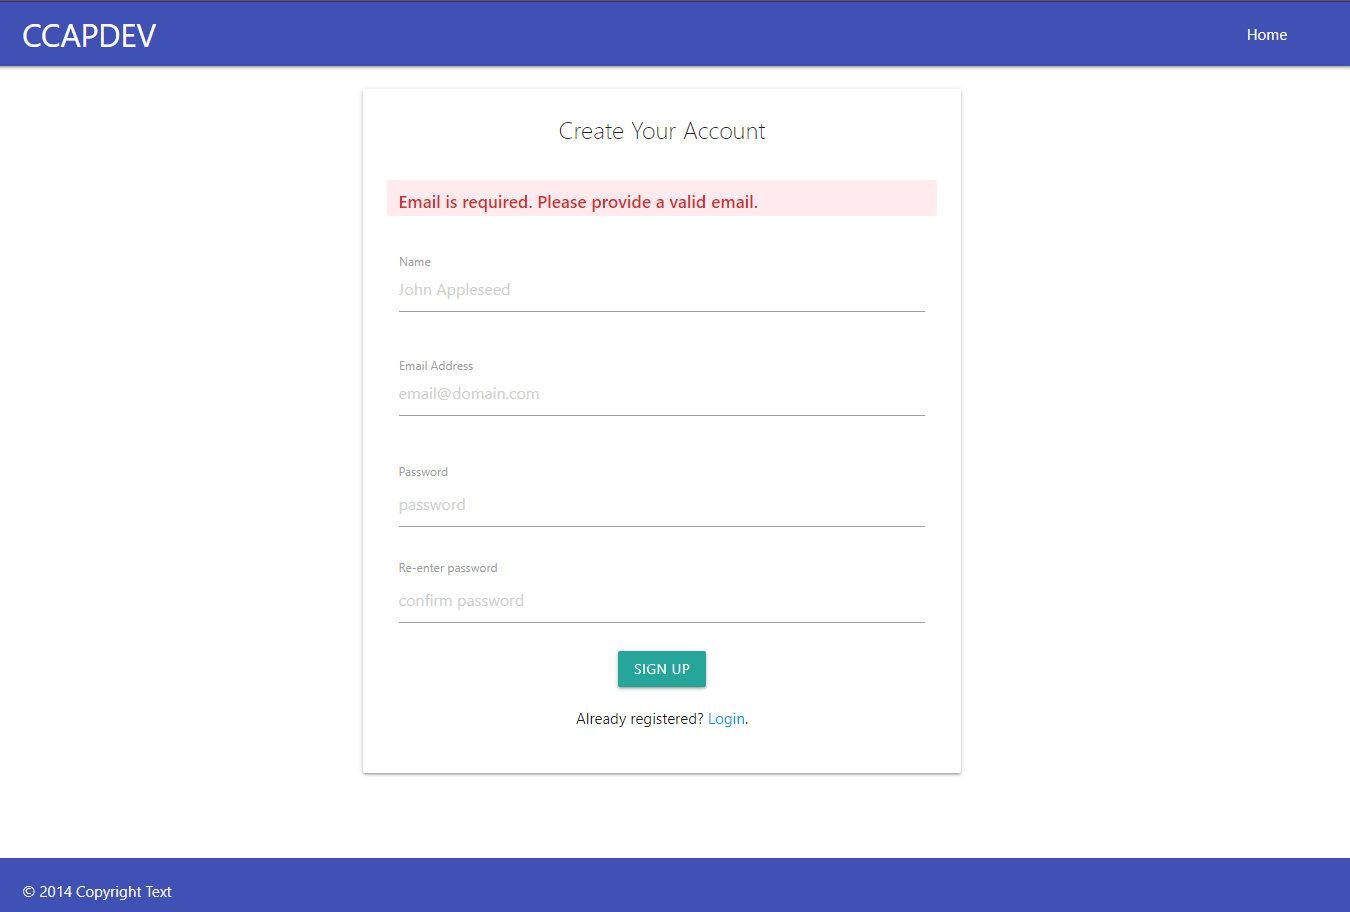 CCAPDEV
Home
Create Your Account
Email is required. Please provide a valid email.
Name
John Appleseed
Email Address
email@domain.com
Password
password
Re-enter password
confirm password
SIGN UP
Already registered? Login.
© 2014 Copyright Text